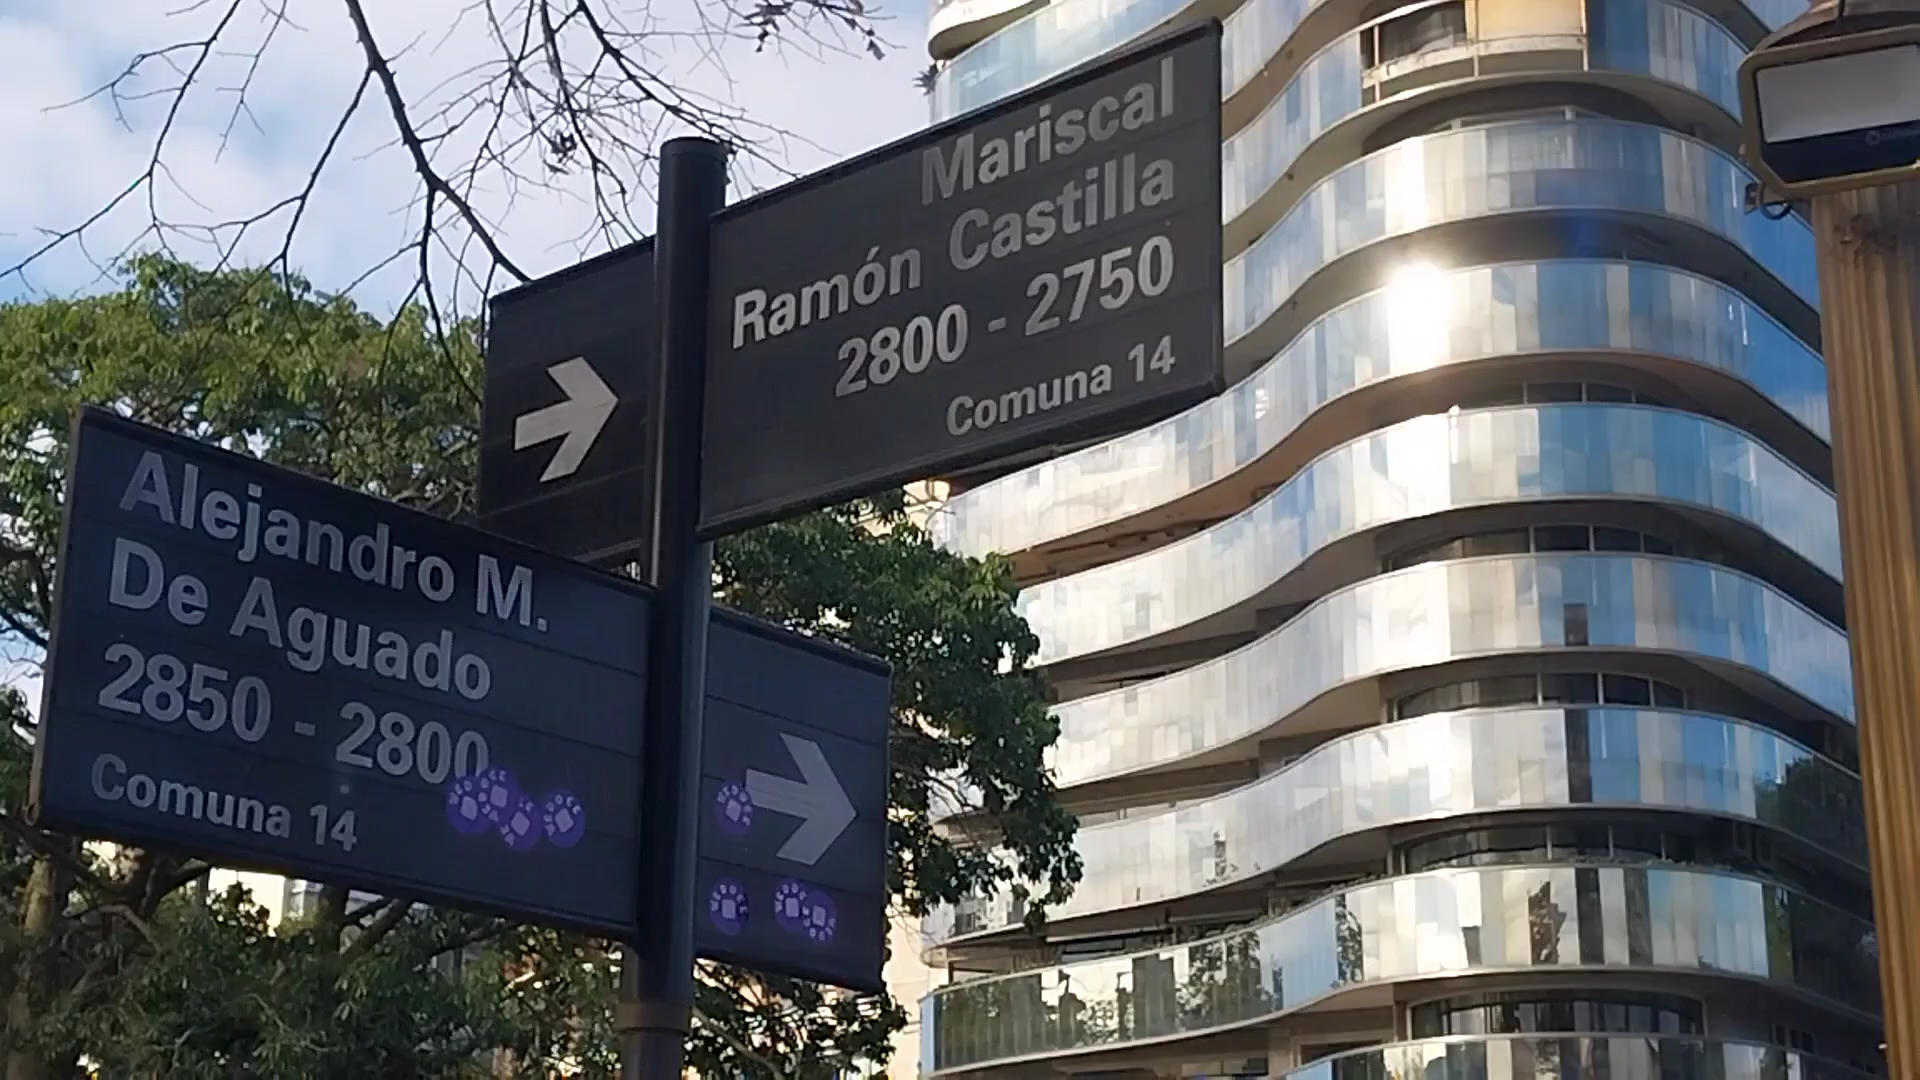 Mariscal
Ramón Castilla
2800 - 2750
Comuna 14
Alejandro M.
De Aguado
2850 - 2800
Comuna 14